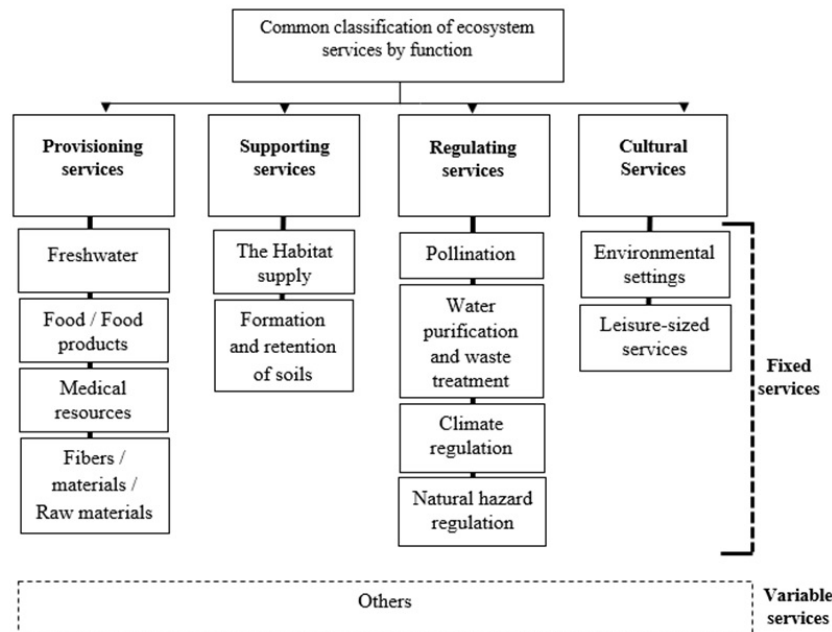 Common classification of ecosystem
services by function
Provisioning
services
Supporting
services
Regulating
services
Cultural
Services
Freshwater
Food / Food
products
Medical
resources
Fibers /
materials /
Raw materials
The Habitat
supply
Formation
and retention
of soils
Pollination
Water
purification
and waste
treatment
Climate
regulation
Natural hazard
regulation
Environmental
settings
Leisure-sized
services
Fixed
services
Others
Variable
services